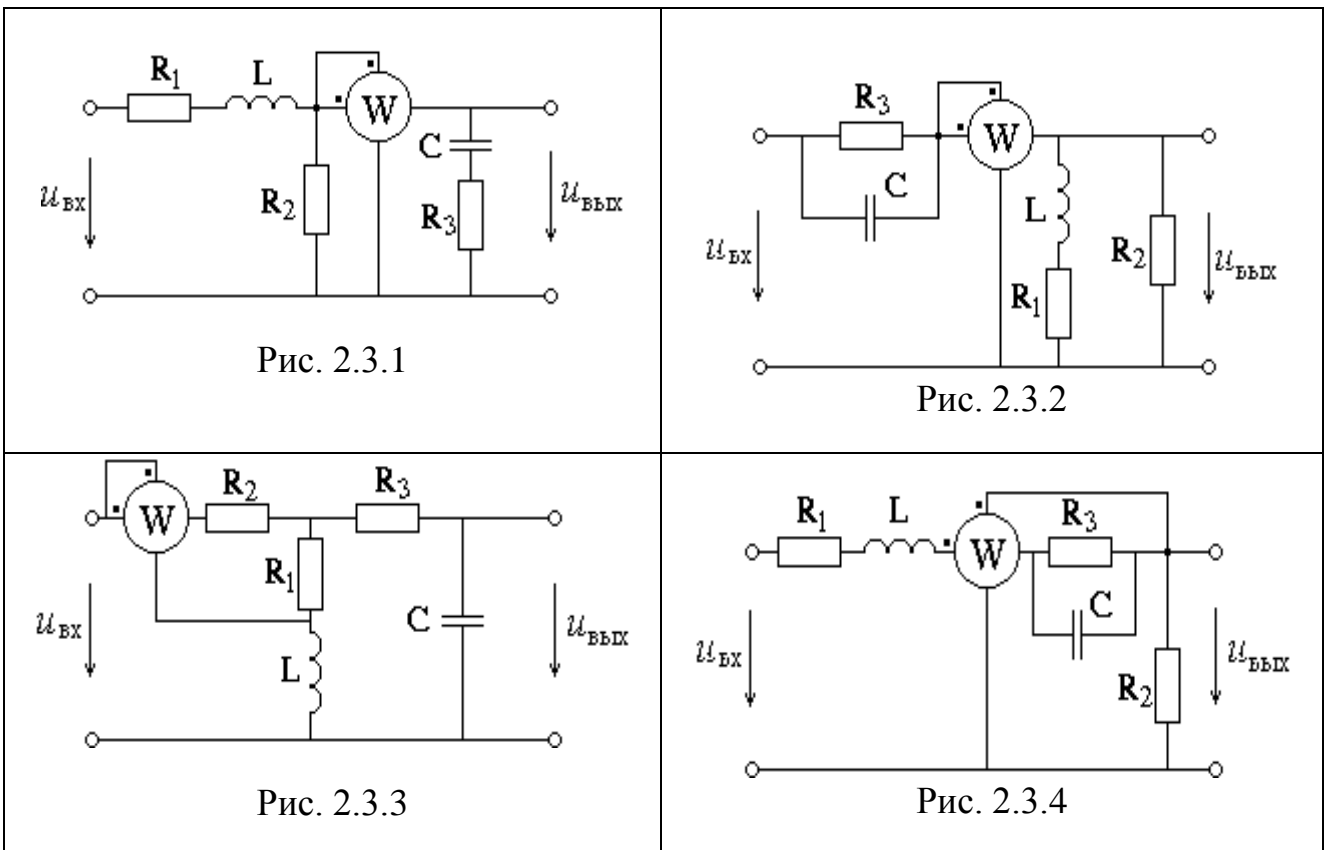 R₁ L W
C
R₂ R₃
uвх uвых
Рис. 2.3.1
R₃ W
C
L R₂
uвх uвых
R₁
Рис. 2.3.2
W R₂ R₃
R₁
C
uвх uвых
L
Рис. 2.3.3
R₁ L W R₃
C
uвх uвых
R₂
Рис. 2.3.4